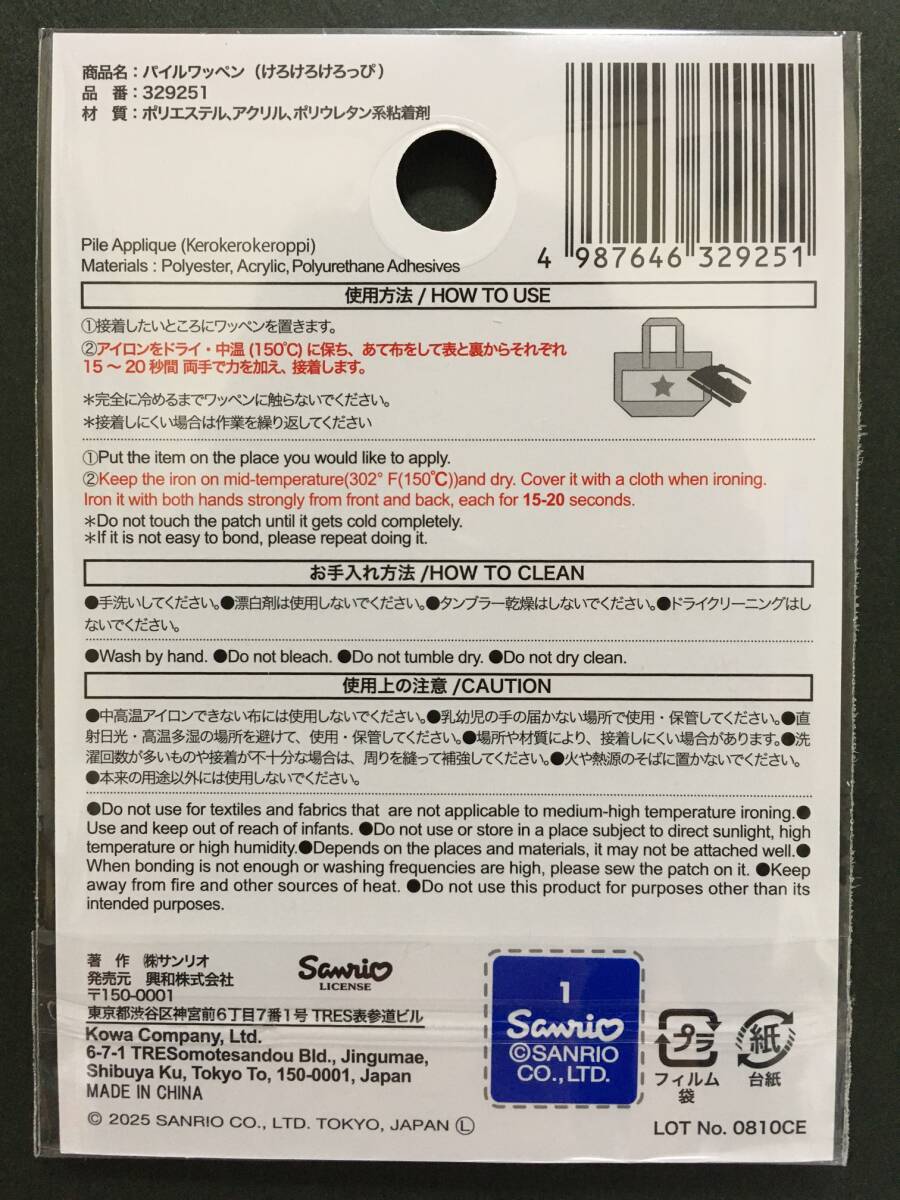 商品名：パイルワッペン（けろけろけろっぴ）
品　番：329251
材　質：ポリエステル、アクリル、ポリウレタン系粘着剤
Pile Applique (Kerokerokeroppi)
Materials : Polyester, Acrylic, Polyurethane Adhesives
4 987646 329251
使用方法 / HOW TO USE
①接着したいところにワッペンを置きます。
②アイロンをドライ・中温 (150℃) に保ち、あて布をして表と裏からそれぞれ
15～20 秒間 両手で力を加え、接着します。
＊完全に冷めるまでワッペンに触らないでください。
＊接着しにくい場合は作業を繰り返してください
①Put the item on the place you would like to apply.
②Keep the iron on mid-temperature(302° F(150℃))and dry. Cover it with a cloth when ironing.
Iron it with both hands strongly from front and back, each for 15-20 seconds.
＊Do not touch the patch until it gets cold completely.
＊If it is not easy to bond, please repeat doing it.
お手入れ方法 /HOW TO CLEAN
●手洗いしてください。●漂白剤は使用しないでください。●タンブラー乾燥はしないでください。●ドライクリーニングはし
ないでください。
●Wash by hand. ●Do not bleach. ●Do not tumble dry. ●Do not dry clean.
使用上の注意 /CAUTION
●中高温アイロンできない布には使用しないでください。●乳幼児の手の届かない場所で使用・保管してください。●直
射日光・高温多湿の場所を避けて、使用・保管してください。●場所や材質により、接着しにくい場合があります。●洗
濯回数が多いものや接着が不十分な場合は、周りを縫って補強してください。●火や熱源のそばに置かないでください。
●本来の用途以外には使用しないでください。
●Do not use for textiles and fabrics that are not applicable to medium-high temperature ironing.●
Use and keep out of reach of infants. ●Do not use or store in a place subject to direct sunlight, high
temperature or high humidity.●Depends on the places and materials, it may not be attached well.●
When bonding is not enough or washing frequencies are high, please sew the patch on it. ●Keep
away from fire and other sources of heat. ●Do not use this product for purposes other than its
intended purposes.
著　作　㈱サンリオ
発売元　興和株式会社
〒150-0001
東京都渋谷区神宮前6丁目7番1号 TRES表参道ビル
Kowa Company, Ltd.
6-7-1 TRESomotesandou Bld., Jingumae,
Shibuya Ku, Tokyo To, 150-0001, Japan
MADE IN CHINA
© 2025 SANRIO CO., LTD. TOKYO, JAPAN Ⓛ
Sanrio
LICENSE
1
Sanrio
©SANRIO
CO., LTD.
プラ
フィルム
袋
紙
台紙
LOT No. 0810CE